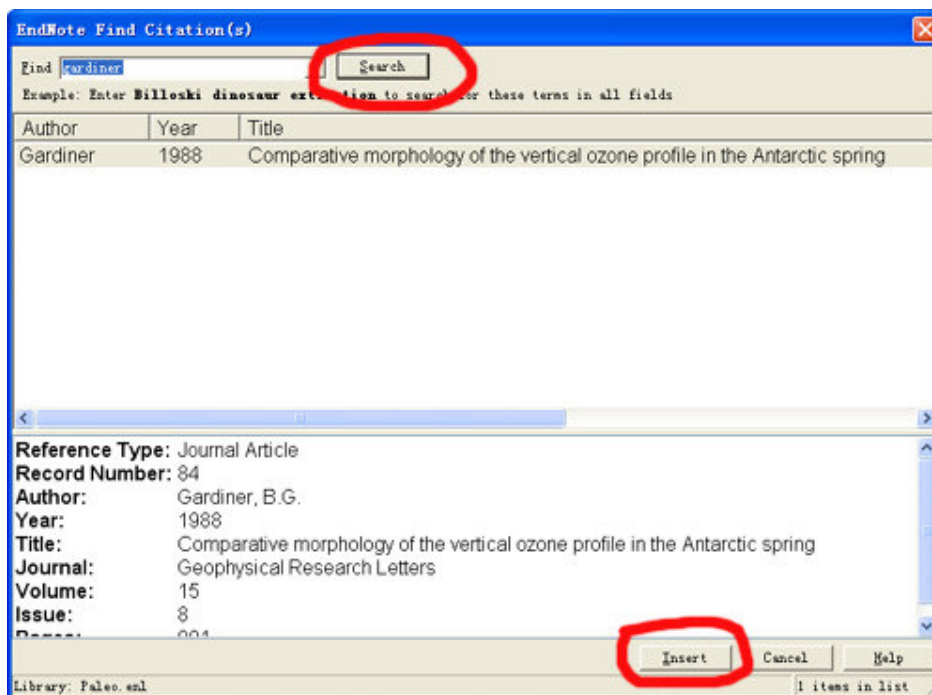 EndNote Find Citation(s)
Find gardiner Search
Example: Enter Billoski dinosaur extinction to search for these terms in all fields
Author Year Title
Gardiner 1988 Comparative morphology of the vertical ozone profile in the Antarctic spring
Reference Type: Journal Article
Record Number: 84
Author: Gardiner, B.G.
Year: 1988
Title: Comparative morphology of the vertical ozone profile in the Antarctic spring
Journal: Geophysical Research Letters
Volume: 15
Issue: 8
Insert Cancel Help
Library: Paleo.enl 1 items in list